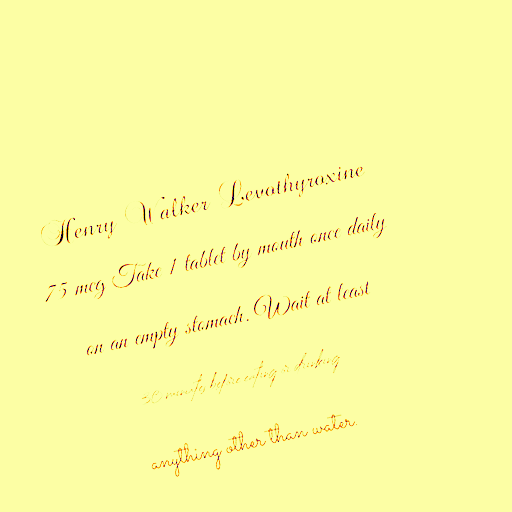 Henry Walker Levothyroxine
75 mcg Take 1 tablet by mouth once daily
on an empty stomach. Wait at least
minutes before eating or drinking
anything other than water.